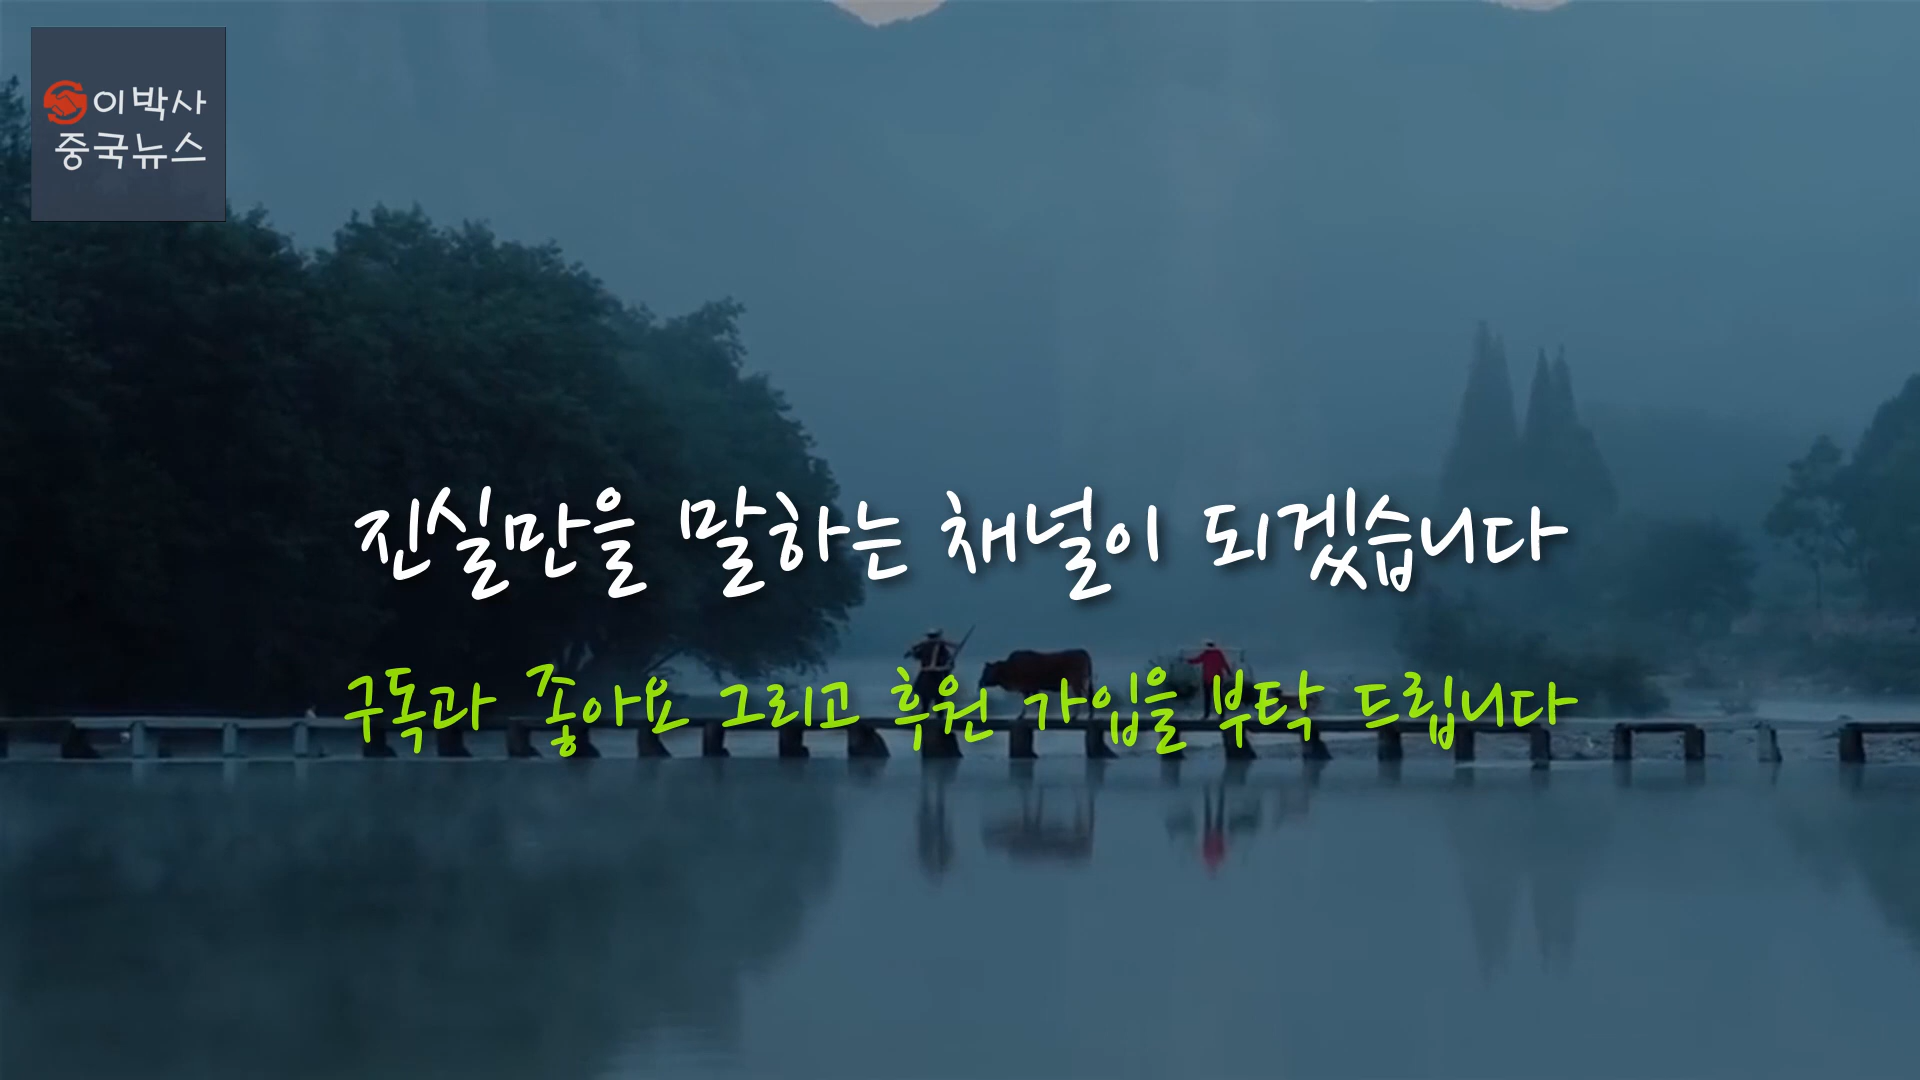 이박사
중국뉴스
진실만을 말하는 채널이 되겠습니다
구독과 좋아요 그리고 후원 가입을 부탁 드립니다